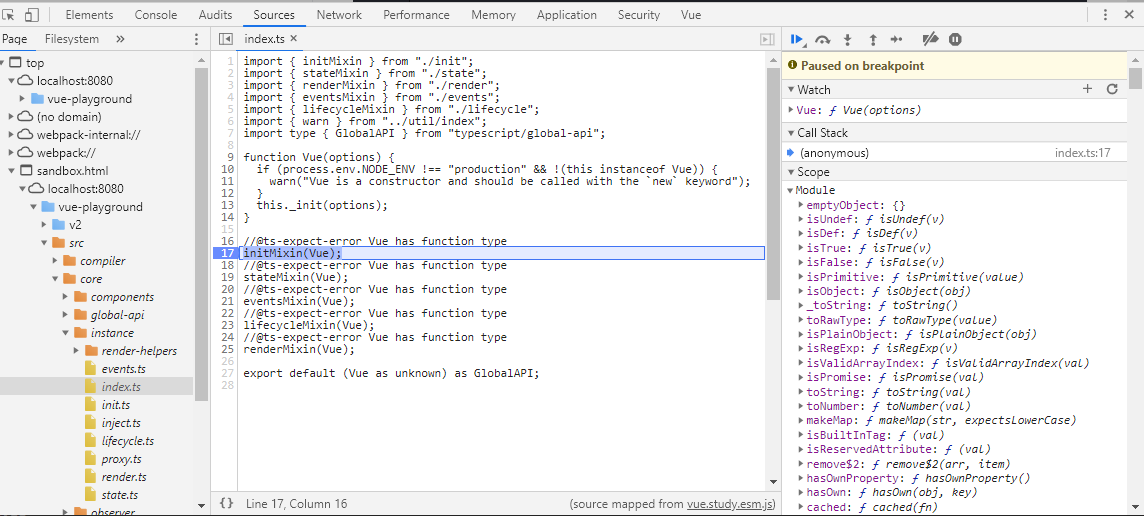 Elements Console Audits Sources Network Performance Memory Application Security Vue
Page Filesystem »
top
localhost:8080
vue-playground
(no domain)
webpack-internal://
webpack://
sandbox.html
localhost:8080
vue-playground
v2
src
compiler
core
components
global-api
instance
render-helpers
events.ts
index.ts
init.ts
inject.ts
lifecycle.ts
proxy.ts
render.ts
state.ts
observer
index.ts ×
1 import { initMixin } from "./init";
2 import { stateMixin } from "./state";
3 import { renderMixin } from "./render";
4 import { eventsMixin } from "./events";
5 import { lifecycleMixin } from "./lifecycle";
6 import { warn } from "../util/index";
7 import type { GlobalAPI } from "typescript/global-api";
8
9 function Vue(options) {
10 if (process.env.NODE_ENV !== "production" && !(this instanceof Vue)) {
11 warn("Vue is a constructor and should be called with the `new` keyword");
12 }
13 this._init(options);
14 }
15
16 //@ts-expect-error Vue has function type
17 initMixin(Vue);
18 //@ts-expect-error Vue has function type
19 stateMixin(Vue);
20 //@ts-expect-error Vue has function type
21 eventsMixin(Vue);
22 //@ts-expect-error Vue has function type
23 lifecycleMixin(Vue);
24 //@ts-expect-error Vue has function type
25 renderMixin(Vue);
26
27 export default (Vue as unknown) as GlobalAPI;
28
{} Line 17, Column 16 (source mapped from vue.study.esm.js)
Paused on breakpoint
Watch
Vue: ƒ Vue(options)
Call Stack
(anonymous) index.ts:17
Scope
Module
emptyObject: {}
isUndef: ƒ isUndef(v)
isDef: ƒ isDef(v)
isTrue: ƒ isTrue(v)
isFalse: ƒ isFalse(v)
isPrimitive: ƒ isPrimitive(value)
isObject: ƒ isObject(obj)
_toString: ƒ toString()
toRawType: ƒ toRawType(value)
isPlainObject: ƒ isPlainObject(obj)
isRegExp: ƒ isRegExp(v)
isValidArrayIndex: ƒ isValidArrayIndex(val)
isPromise: ƒ isPromise(val)
toString: ƒ toString(val)
toNumber: ƒ toNumber(val)
makeMap: ƒ makeMap(str, expectsLowerCase)
isBuiltInTag: ƒ (val)
isReservedAttribute: ƒ (val)
remove$2: ƒ remove$2(arr, item)
hasOwnProperty: ƒ hasOwnProperty()
hasOwn: ƒ hasOwn(obj, key)
cached: ƒ cached(fn)